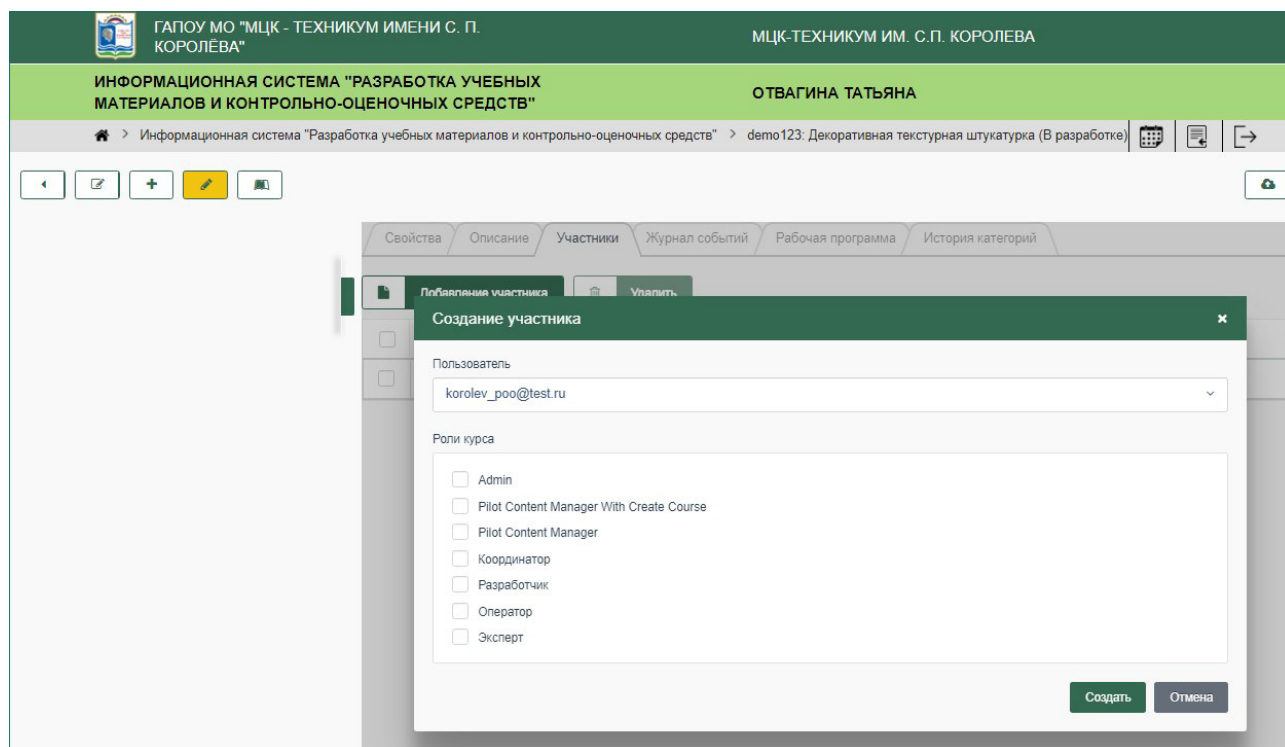 ГАПОУ МО "МЦК - ТЕХНИКУМ ИМЕНИ С. П.
КОРОЛЁВА"
МЦК-ТЕХНИКУМ ИМ. С.П. КОРОЛЕВА
ИНФОРМАЦИОННАЯ СИСТЕМА "РАЗРАБОТКА УЧЕБНЫХ
МАТЕРИАЛОВ И КОНТРОЛЬНО-ОЦЕНОЧНЫХ СРЕДСТВ"
ОТВАГИНА ТАТЬЯНА
> Информационная система "Разработка учебных материалов и контрольно-оценочных средств" > demo123: Декоративная текстурная штукатурка (В разработке)
Свойства Описание Участники Журнал событий Рабочая программа История категорий
Добавление участника Удалить
Создание участника
Пользователь
korolev_poo@test.ru
Роли курса
Admin
Pilot Content Manager With Create Course
Pilot Content Manager
Координатор
Разработчик
Оператор
Эксперт
Создать Отмена